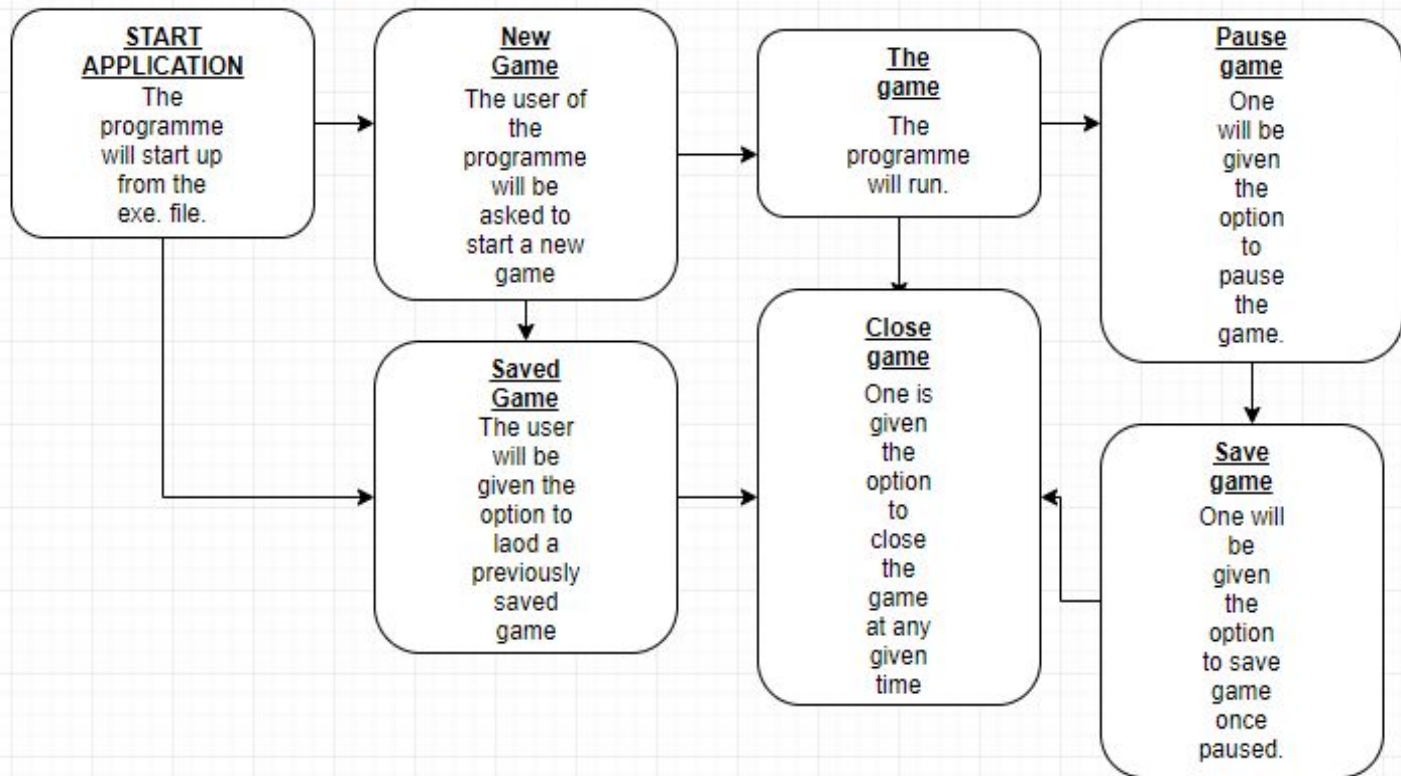 START
APPLICATION
The
programme
will start up
from the
exe. file.
New
Game
The user of
the
programme
will be
asked to
start a new
game
The
game
The
programme
will run.
Pause
game
One
will be
given
the
option
to
pause
the
game.
Saved
Game
The user
will be
given the
option to
laod a
previously
saved
game
Close
game
One is
given
the
option
to
close
the
game
at any
given
time
Save
game
One will
be
given
the
option
to save
game
once
paused.